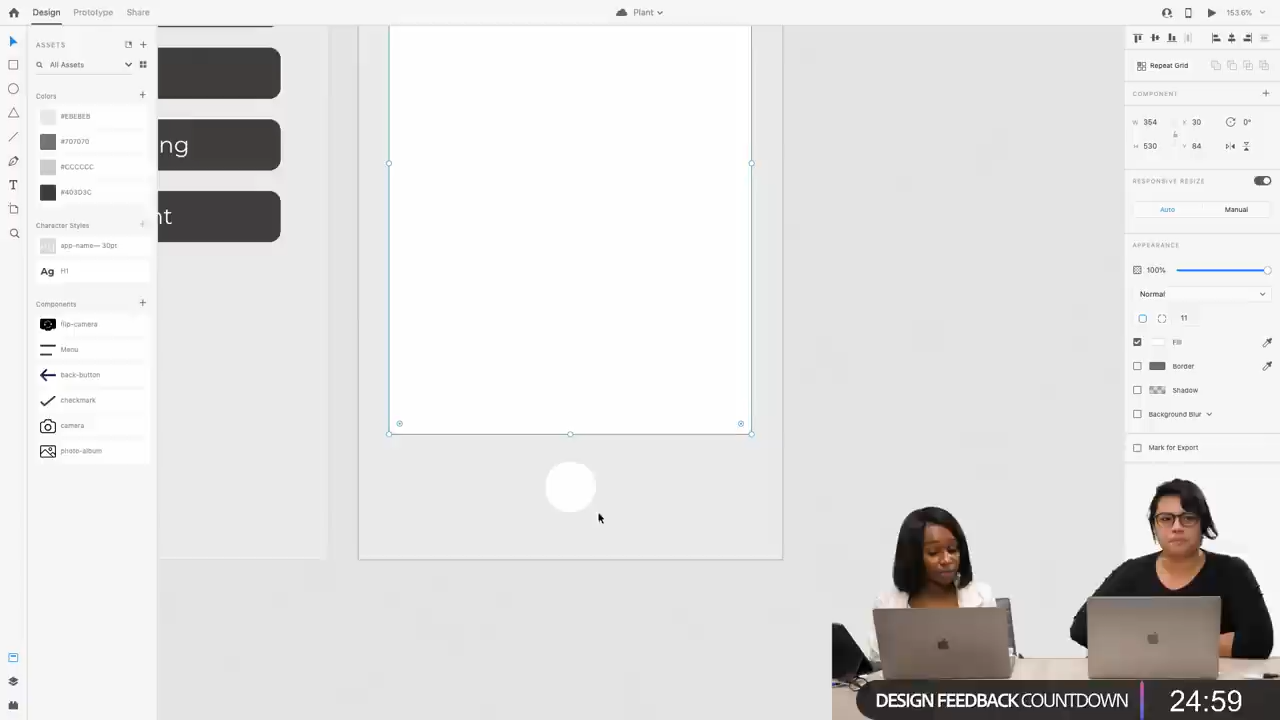 Design Prototype Share
Plant
153.6%
ASSETS
All Assets
Colors
#EBEBEB
#707070
#CCCCCC
#403D3C
Character Styles
app-name— 30pt
Ag H1
Components
flip-camera
Menu
back-button
checkmark
camera
photo-album
ng
nt
Repeat Grid
COMPONENT
W 354 X 30 0°
H 530 Y 84
RESPONSIVE RESIZE
Auto Manual
APPEARANCE
100%
Normal
11
Fill
Border
Shadow
Background Blur
Mark for Export
DESIGN FEEDBACK COUNTDOWN 24:59